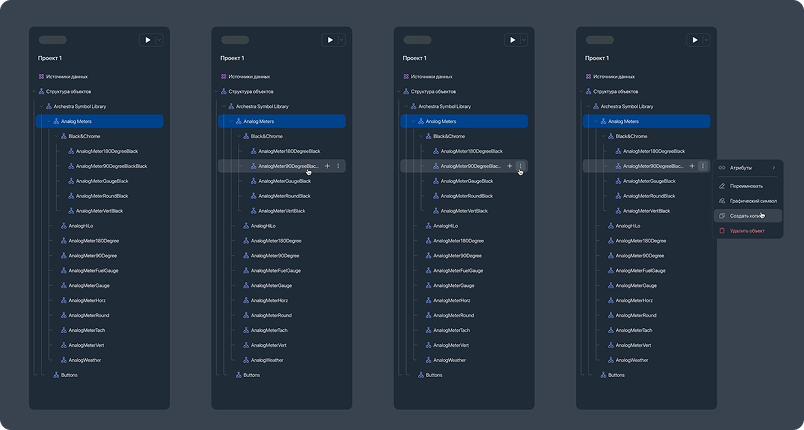 Проект 1
Источники данных
Структура объектов
Archestra Symbol Library
Analog Meters
Black&Chrome
AnalogMeter180DegreeBlack
AnalogMeter90DegreeBlackBlack
AnalogMeterGaugeBlack
AnalogMeterRoundBlack
AnalogMeterVertBlack
AnalogHiLo
AnalogMeter180Degree
AnalogMeter90Degree
AnalogMeterFuelGauge
AnalogMeterGauge
AnalogMeterHorz
AnalogMeterRound
AnalogMeterTach
AnalogMeterVert
AnalogWeather
Buttons
Проект 1
Источники данных
Структура объектов
Archestra Symbol Library
Analog Meters
Black&Chrome
AnalogMeter180DegreeBlack
AnalogMeter90DegreeBlac...
AnalogMeterGaugeBlack
AnalogMeterRoundBlack
AnalogMeterVertBlack
AnalogHiLo
AnalogMeter180Degree
AnalogMeter90Degree
AnalogMeterFuelGauge
AnalogMeterGauge
AnalogMeterHorz
AnalogMeterRound
AnalogMeterTach
AnalogMeterVert
AnalogWeather
Buttons
Проект 1
Источники данных
Структура объектов
Archestra Symbol Library
Analog Meters
Black&Chrome
AnalogMeter180DegreeBlack
AnalogMeter90DegreeBlac...
AnalogMeterGaugeBlack
AnalogMeterRoundBlack
AnalogMeterVertBlack
AnalogHiLo
AnalogMeter180Degree
AnalogMeter90Degree
AnalogMeterFuelGauge
AnalogMeterGauge
AnalogMeterHorz
AnalogMeterRound
AnalogMeterTach
AnalogMeterVert
AnalogWeather
Buttons
Проект 1
Источники данных
Структура объектов
Archestra Symbol Library
Analog Meters
Black&Chrome
AnalogMeter180DegreeBlack
AnalogMeter90DegreeBlac...
AnalogMeterGaugeBlack
AnalogMeterRoundBlack
AnalogMeterVertBlack
AnalogHiLo
AnalogMeter180Degree
AnalogMeter90Degree
AnalogMeterFuelGauge
AnalogMeterGauge
AnalogMeterHorz
AnalogMeterRound
AnalogMeterTach
AnalogMeterVert
AnalogWeather
Buttons
Атрибуты
Переименовать
Графический символ
Создать копию
Удалить объект